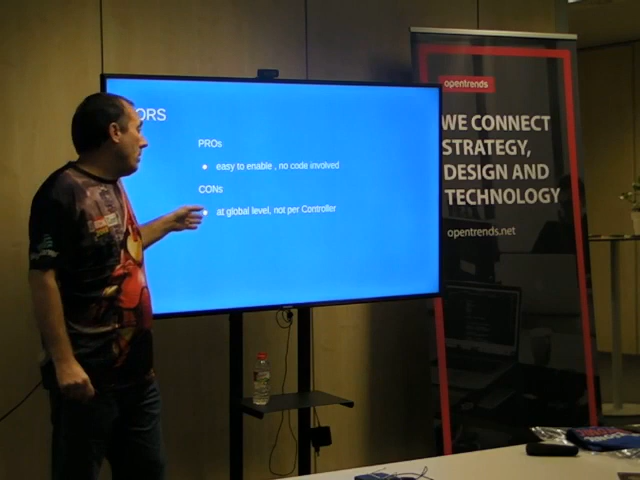 ORS
PROs
easy to enable , no code involved
CONs
at global level, not per Controller
opentrends
WE CONNECT
STRATEGY,
DESIGN AND
TECHNOLOGY
opentrends.net